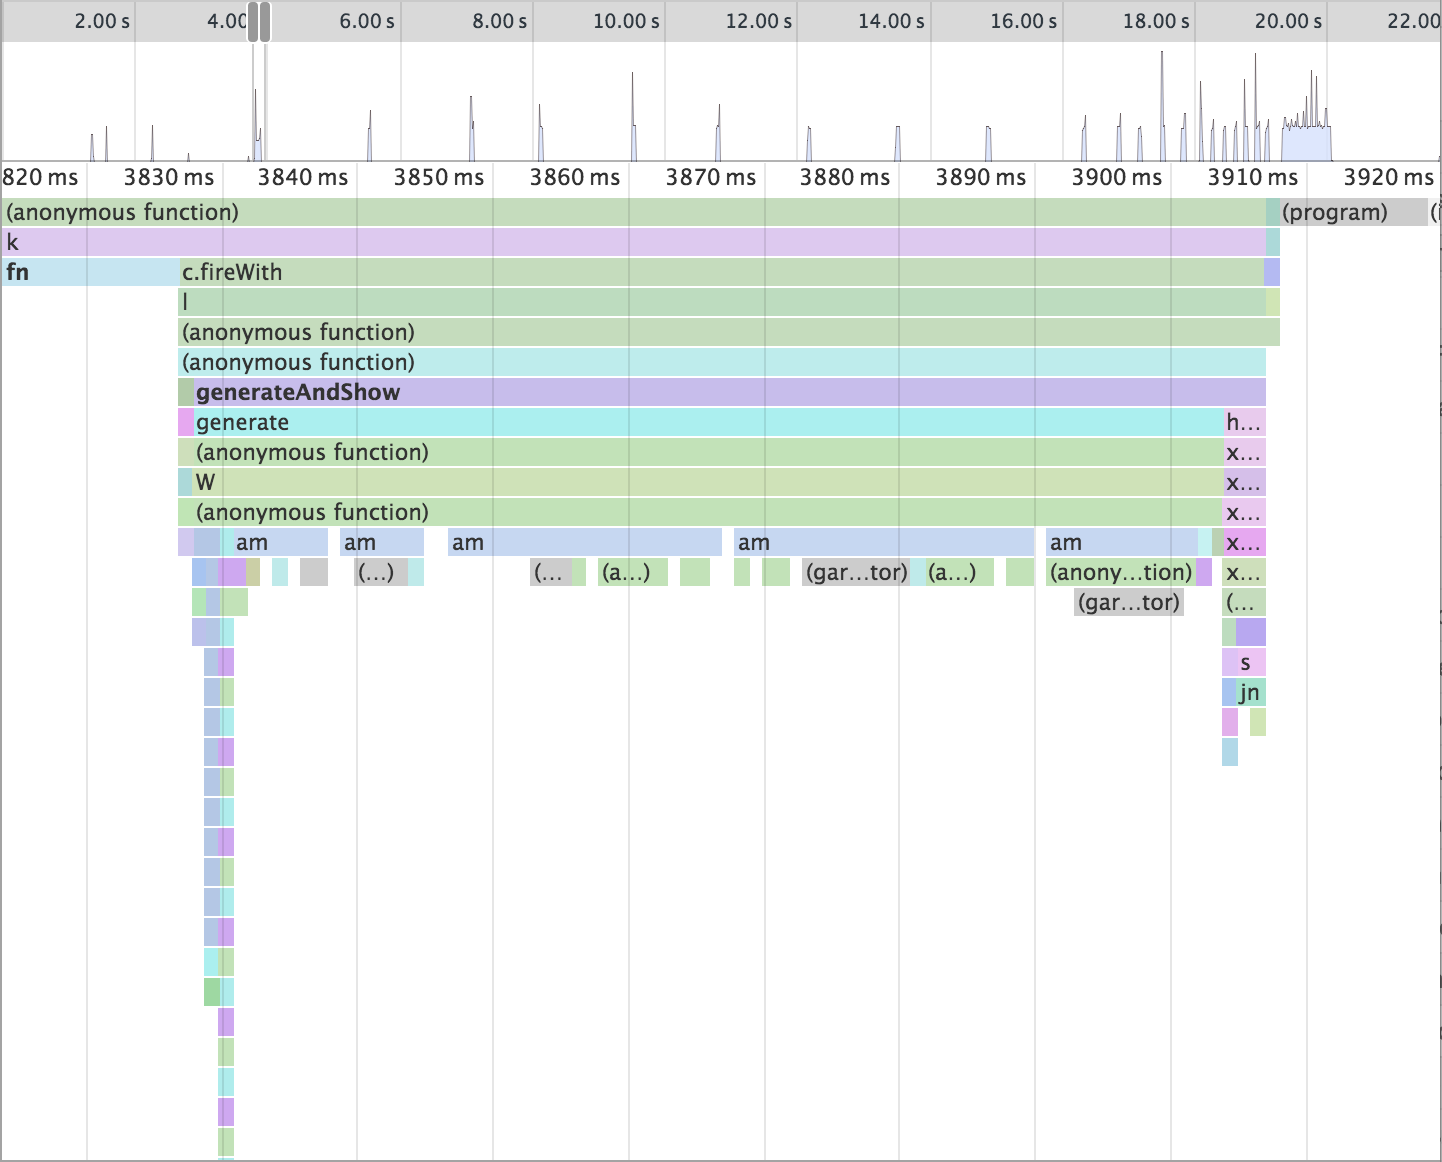 2.00 s 4.00 6.00 s 8.00 s 10.00 s 12.00 s 14.00 s 16.00 s 18.00 s 20.00 s 22.00
820 ms 3830 ms 3840 ms 3850 ms 3860 ms 3870 ms 3880 ms 3890 ms 3900 ms 3910 ms 3920 ms
(anonymous function) (program)
k
fn c.fireWith
l
(anonymous function)
(anonymous function)
generateAndShow
generate h...
(anonymous function) x...
W x...
(anonymous function) x...
am am am am am x...
(...) (... (a...) (gar...tor) (a...) (anony...tion) x...
(gar...tor) (...
s
jn